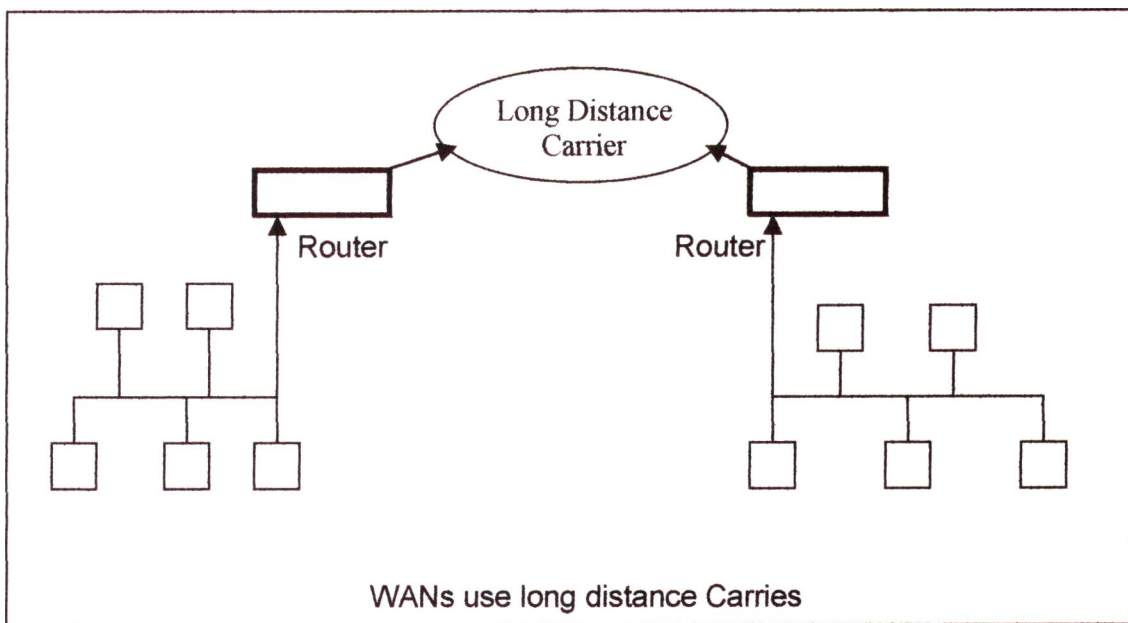 Long Distance
Carrier
Router
Router
WANs use long distance Carries